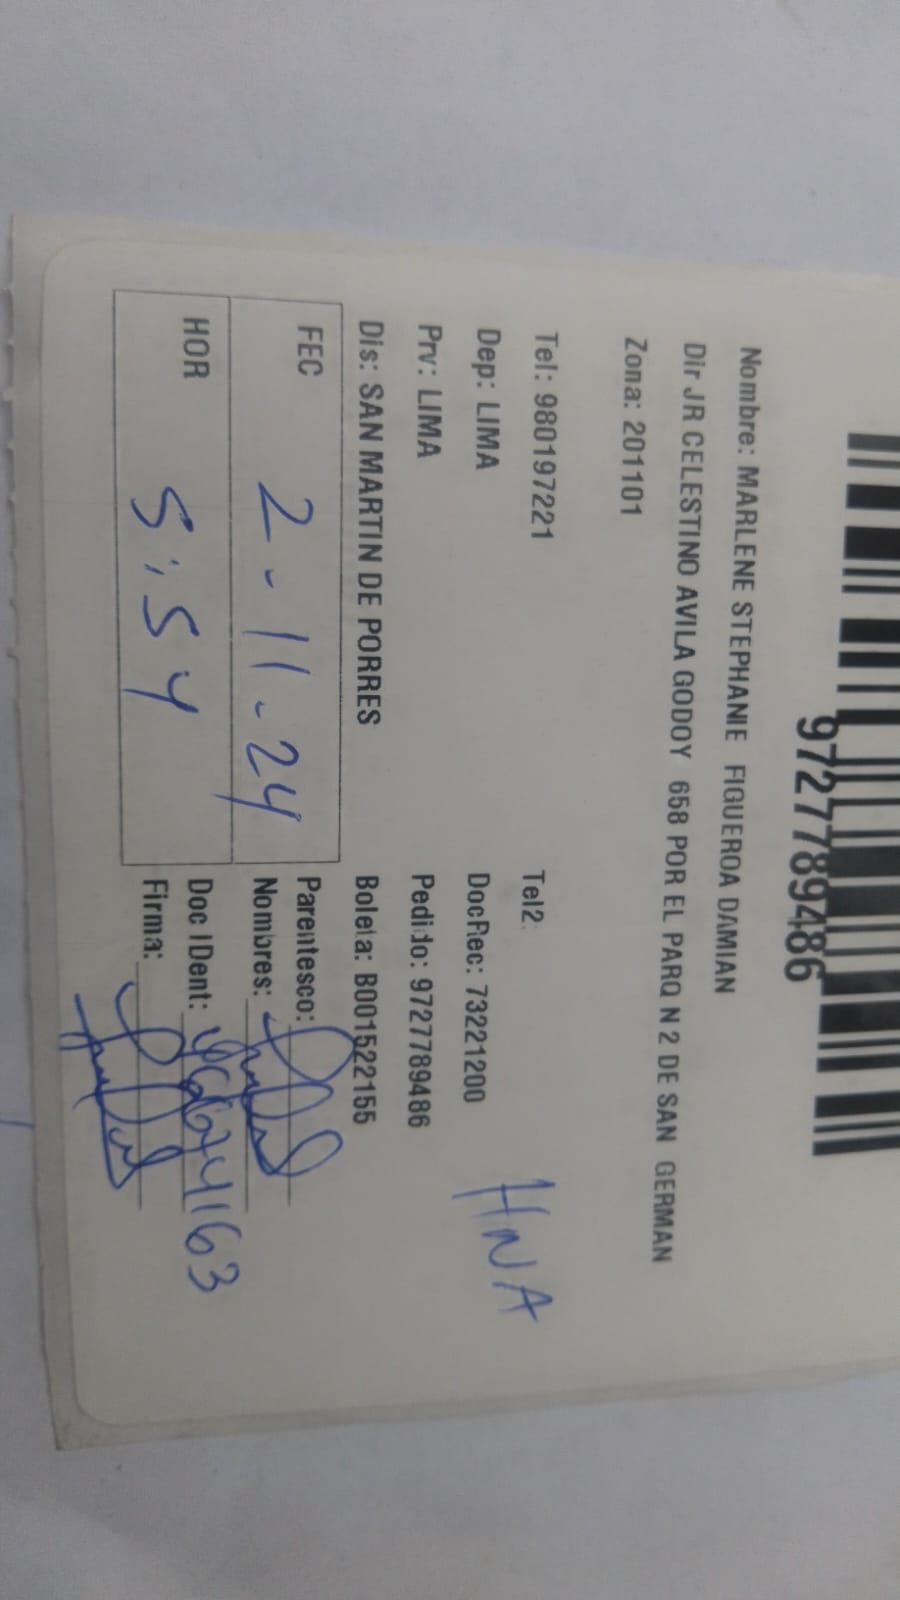 9727789486
Nombre: MARLENE STEPHANIE FIGUEROA DAMIAN
Dir JR CELESTINO AVILA GODOY 658 POR EL PARQ N 2 DE SAN GERMAN
Zona: 201101
Tel: 980197221 Tel2:
Dep: LIMA DocRec: 73221200
HNA
Prv: LIMA Pedido: 9727789486
Dis: SAN MARTIN DE PORRES Boleta: B001522155
FEC 2-11-24 Parentesco:
Nombres:
HOR 5:54 Doc IDent:
Firma: